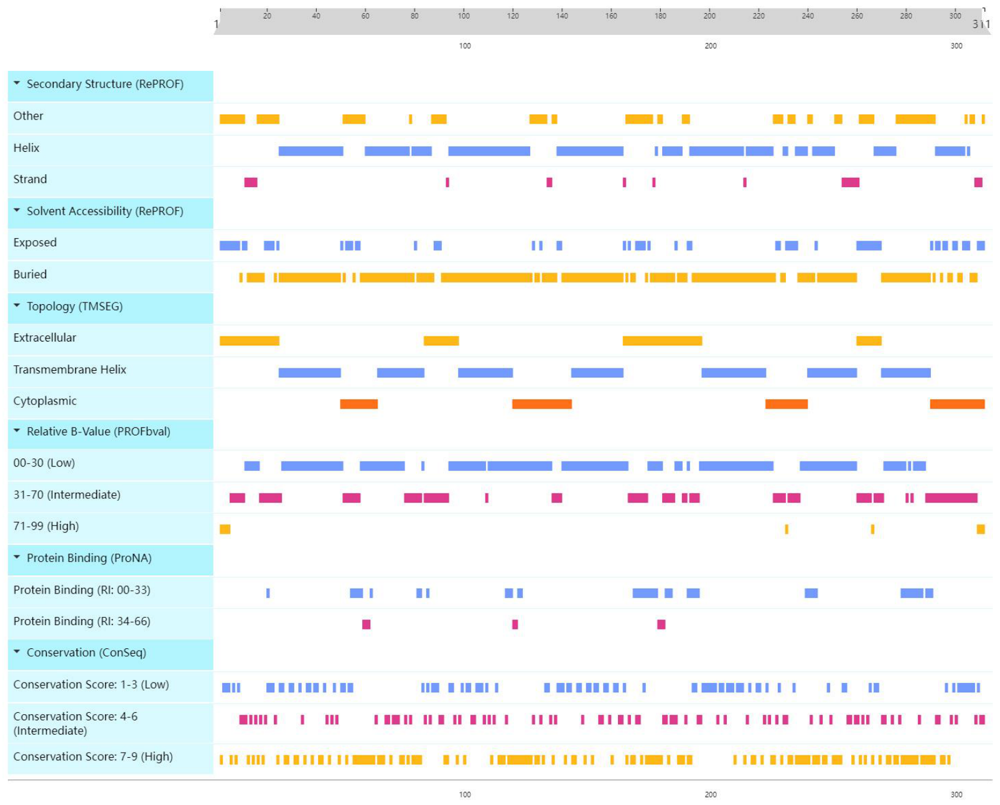 20 40 60 80 100 120 140 160 180 200 220 240 260 280 300
1 311
100 200 300
Secondary Structure (RePROF)
Other
Helix
Strand
Solvent Accessibility (RePROF)
Exposed
Buried
Topology (TMSEG)
Extracellular
Transmembrane Helix
Cytoplasmic
Relative B-Value (PROFbval)
00-30 (Low)
31-70 (Intermediate)
71-99 (High)
Protein Binding (ProNA)
Protein Binding (RI: 00-33)
Protein Binding (RI: 34-66)
Conservation (ConSeq)
Conservation Score: 1-3 (Low)
Conservation Score: 4-6
(Intermediate)
Conservation Score: 7-9 (High)
100 200 300